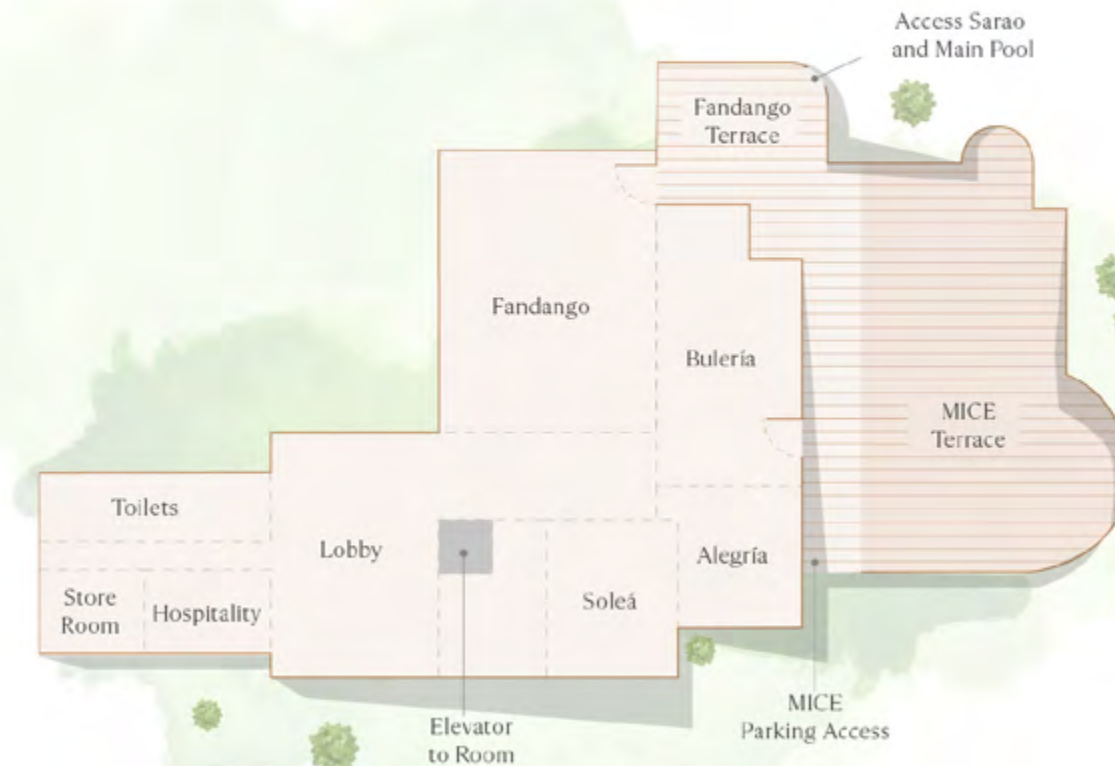 Access Sarao
and Main Pool
Fandango
Terrace
Fandango
Bulería
MICE
Terrace
Toilets
Lobby
Alegría
Store
Room
Hospitality
Soleá
Elevator
to Room
MICE
Parking Access